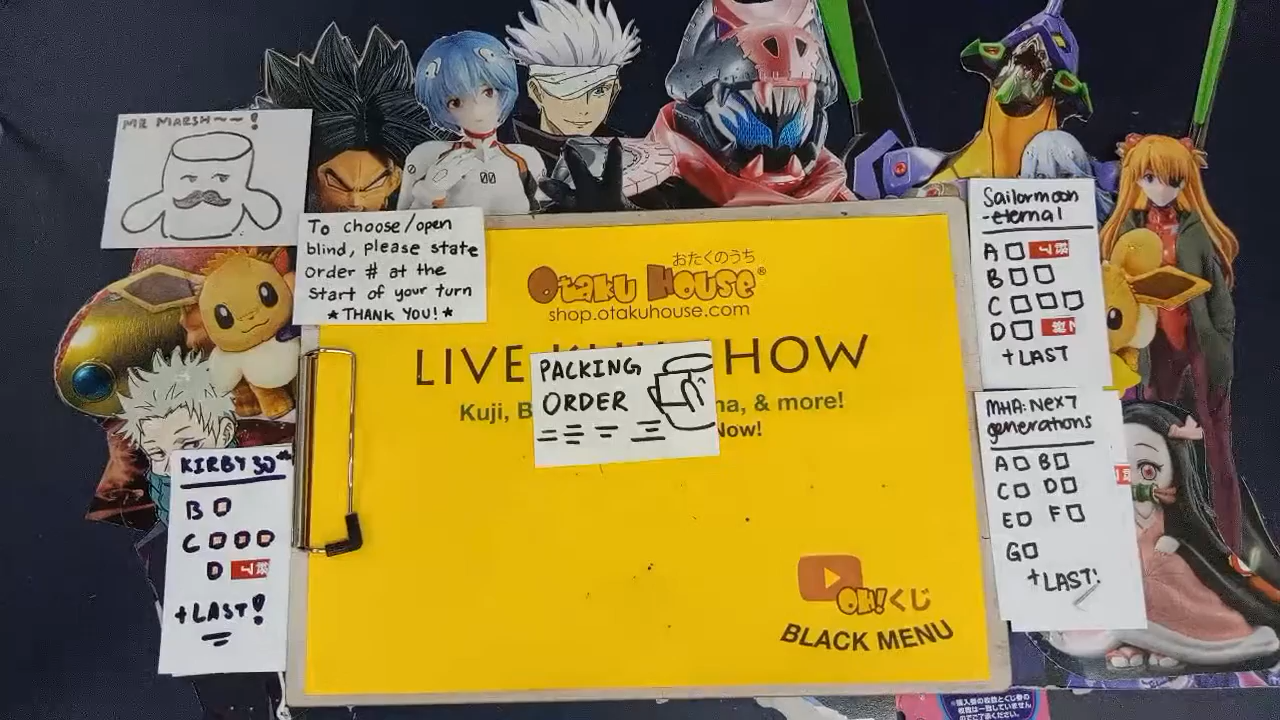 MR MARSH~~!
To choose/open
blind, please state
order # at the
start of your turn
★THANK YOU!★
おたくのうち
Otaku House®
shop.otakuhouse.com
LIVE HOW
Kuji, B na, & more!
Now!
PACKING
ORDER
Oh!くじ
BLACK MENU
KIRBY 30th
B
C
D
+LAST!
Sailormoon
-eternal
A
B
C
D
+LAST
MHA: Next
generations
A B
C D
E F
G
+LAST!
00